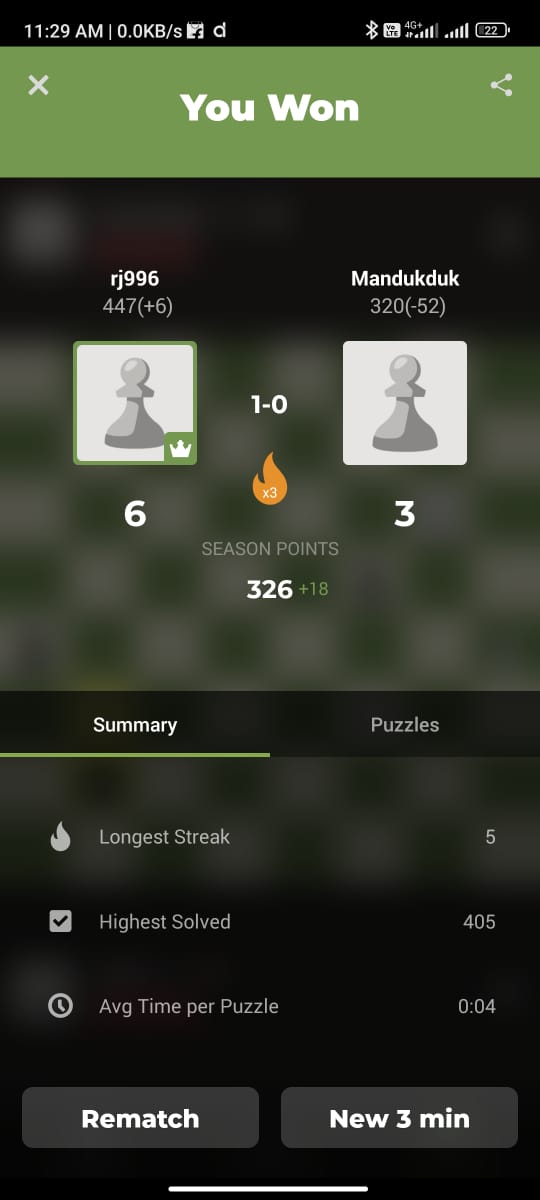 11:29 AM | 0.0KB/s d Vo LTE 4G+ 22
You Won
rj996 Mandukduk
447(+6) 320(-52)
1-0
x3
6 3
SEASON POINTS
326 +18
Summary Puzzles
Longest Streak 5
Highest Solved 405
Avg Time per Puzzle 0:04
Rematch New 3 min